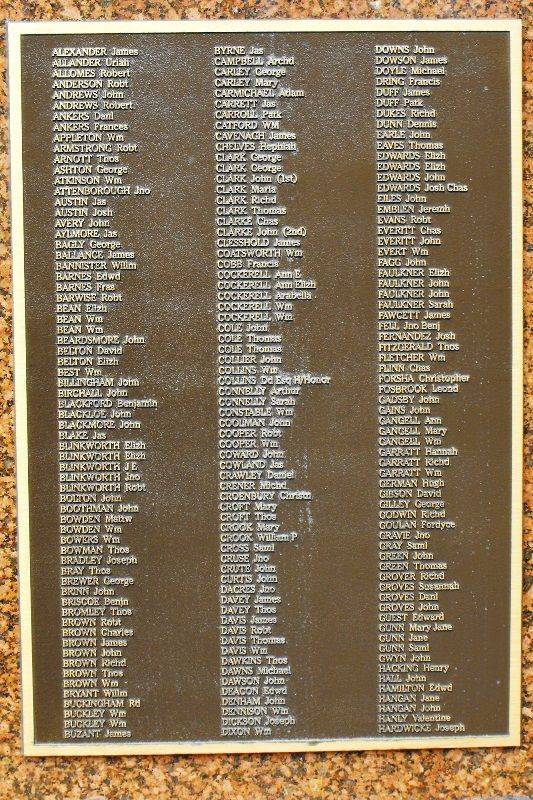 ALEXANDER James
ALLANDER Uriah
ALLOMES Robert
ANDERSON Robt
ANDREWS John
ANDREWS Robert
ANKERS Danl
ANKERS Frances
APPLETON Wm
ARMSTRONG Robt
ARNOTT Thos
ASHTON George
ATKINSON Wm
ATTENBOROUGH Jno
AUSTIN Jas
AUSTIN Josh
AVERY John
AYLMORE Jas
BAGLY George
BALLANCE James
BANNISTER Willm
BARNES Edwd
BARNES Fras
BARWISE Robt
BEAN Elizh
BEAN Wm
BEAN Wm
BEARDSMORE John
BELTON David
BELTON Elizh
BEST Wm
BILLINGHAM John
BIRCHALL John
BLACKFORD Benjamin
BLACKLOE John
BLACKMORE John
BLAKE Jas
BLINKWORTH Elizh
BLINKWORTH Elizh
BLINKWORTH J E
BLINKWORTH Jno
BLINKWORTH Robt
BOLTON John
BOOTHMAN John
BOWDEN Mattw
BOWDEN Wm
BOWERS Wm
BOWMAN Thos
BRADLEY Joseph
BRAY Thos
BREWER George
BRINN John
BRISCOE Benjn
BROMLEY Thos
BROWN Robt
BROWN Charles
BROWN James
BROWN John
BROWN Richd
BROWN Thos
BROWN Wm
BRYANT Willm
BUCKINGHAM Rd
BUCKLEY Wm
BUCKLEY Wm
BUZANT James
BYRNE Jas
CAMPBELL Archd
CARLEY George
CARLEY Mary
CARMICHAEL Adam
CARRETT Jas
CARROLL Patk
CATFORD WM
CAVENAGH James
CHELVES Hephiah
CLARK George
CLARK George
CLARK John (1st)
CLARK Maria
CLARK Richd
CLARK Thomas
CLARKE Chas
CLARKE John (2nd)
CLESSHOLD James
COATSWORTH Wm
COBB Francis
COCKERELL Ann E
COCKERELL Ann Elizh
COCKERELL Arabella
COCKERELL Wm
COCKERELL Wm
COLE John
COLE Thomas
COLE Thomas
COLLIER John
COLLINS Wm
COLLINS Dd Esq H/Honor
CONNELLY Arthur
CONNELLY Sarah
CONSTABLE Wm
COOLMAN John
COOPER Robt
COOPER Wm
COWARD John
COWLAND Jas
CRAWLEY Daniel
CRENER Michd
CROENBURY Christn
CROFT Mary
CROFT Thos
CROOK Mary
CROOK William P
CROSS Saml
CRUSE Jno
CRUTE John
CURTIS John
DACRES Jno
DAVEY James
DAVEY Thos
DAVIS James
DAVIS Robt
DAVIS Thomas
DAVIS Wm
DAWKINS Thos
DAWNS Michael
DAWSON John
DEACON Edwd
DENHAM John
DENNISON Wm
DICKSON Joseph
DIXON Wm
DOWNS John
DOWSON James
DOYLE Michael
DRING Francis
DUFF James
DUFF Patk
DUKES Richd
DUNN Dennis
EARLE John
EAVES Thomas
EDWARDS Elizh
EDWARDS Elizh
EDWARDS John
EDWARDS Josh Chas
EILES John
EMBLEN Jeremh
EVANS Robt
EVERITT Chas
EVERITT John
EVERT Wm
FAGG John
FAULKNER Elizh
FAULKNER John
FAULKNER John
FAULKNER Sarah
FAWCETT James
FELL Jno Benj
FERNANDEZ Josh
FITZGERALD Thos
FLETCHER Wm
FLINN Chas
FORSHA Christopher
FOSBROOK Leond
GADSBY John
GAINS John
GANGELL Ann
GANGELL Mary
GANGELL Wm
GARRATT Hannah
GARRATT Richd
GARRATT Wm
GERMAN Hugh
GIBSON David
GILLEY George
GODWIN Richd
GOULAN Fordyce
GRAVIE Jno
GRAY Saml
GREEN John
GREEN Thomas
GROVER Richd
GROVES Susannah
GROVES Danl
GROVES John
GUEST Edward
GUNN Mary Jane
GUNN Jane
GUNN Saml
GWYN John
HACKING Henry
HALL John
HAMILTON Edwd
HANGAN Jane
HANGAN John
HANLY Valentine
HARDWICKE Joseph